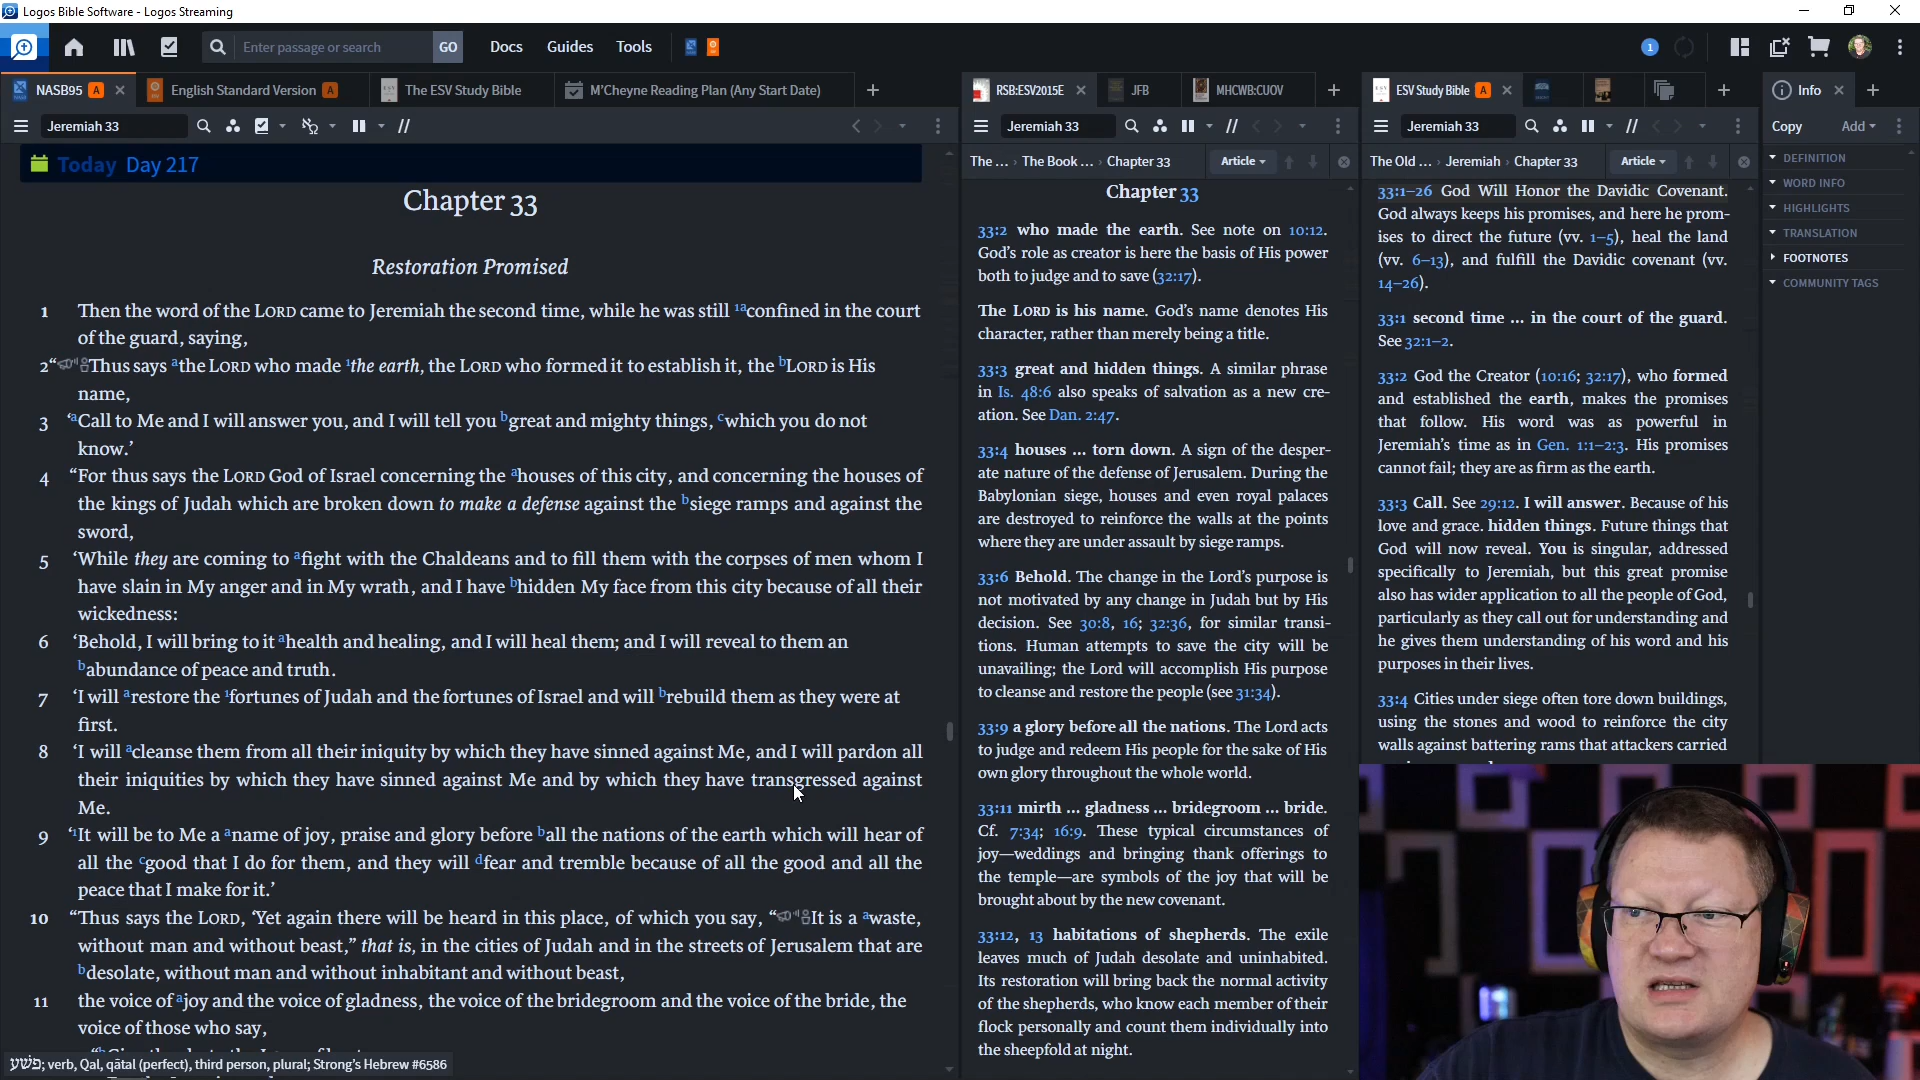 Logos Bible Software - Logos Streaming
Enter passage or search
GO
Docs
Guides
Tools
1
NASB95 A
English Standard Version A
The ESV Study Bible
M'Cheyne Reading Plan (Any Start Date)
Jeremiah 33
Today Day 217
Chapter 33
Restoration Promised
1 Then the word of the LORD came to Jeremiah the second time, while he was still 1aconfined in the court
of the guard, saying,
2 “Thus says athe LORD who made 1the earth, the LORD who formed it to establish it, the bLORD is His
name,
3 ‘aCall to Me and I will answer you, and I will tell you bgreat and mighty things, cwhich you do not
know.’
4 “For thus says the LORD God of Israel concerning the ahouses of this city, and concerning the houses of
the kings of Judah which are broken down to make a defense against the bsiege ramps and against the
sword,
5 ‘While they are coming to afight with the Chaldeans and to fill them with the corpses of men whom I
have slain in My anger and in My wrath, and I have bhidden My face from this city because of all their
wickedness:
6 ‘Behold, I will bring to it ahealth and healing, and I will heal them; and I will reveal to them an
babundance of peace and truth.
7 ‘I will arestore the 1fortunes of Judah and the fortunes of Israel and will brebuild them as they were at
first.
8 ‘I will acleanse them from all their iniquity by which they have sinned against Me, and I will pardon all
their iniquities by which they have sinned against Me and by which they have transgressed against
Me.
9 ‘1It will be to Me a aname of joy, praise and glory before ball the nations of the earth which will hear of
all the cgood that I do for them, and they will dfear and tremble because of all the good and all the
peace that I make for it.’
10 “Thus says the LORD, ‘Yet again there will be heard in this place, of which you say, “It is a awaste,
without man and without beast,” that is, in the cities of Judah and in the streets of Jerusalem that are
bdesolate, without man and without inhabitant and without beast,
11 the voice of ajoy and the voice of gladness, the voice of the bridegroom and the voice of the bride, the
voice of those who say,
פשׁע; verb, Qal, qātal (perfect), third person, plural; Strong's Hebrew #6586
RSB:ESV2015E
JFB
MHCWB:CUOV
Jeremiah 33
The ... › The Book ... › Chapter 33
Article
Chapter 33
33:2 who made the earth. See note on 10:12.
God’s role as creator is here the basis of His power
both to judge and to save (32:17).
The LORD is his name. God’s name denotes His
character, rather than merely being a title.
33:3 great and hidden things. A similar phrase
in Is. 48:6 also speaks of salvation as a new cre-
ation. See Dan. 2:47.
33:4 houses ... torn down. A sign of the desper-
ate nature of the defense of Jerusalem. During the
Babylonian siege, houses and even royal palaces
are destroyed to reinforce the walls at the points
where they are under assault by siege ramps.
33:6 Behold. The change in the Lord’s purpose is
not motivated by any change in Judah but by His
decision. See 30:8, 16; 32:36, for similar transi-
tions. Human attempts to save the city will be
unavailing; the Lord will accomplish His purpose
to cleanse and restore the people (see 31:34).
33:9 a glory before all the nations. The Lord acts
to judge and redeem His people for the sake of His
own glory throughout the whole world.
33:11 mirth ... gladness ... bridegroom ... bride.
Cf. 7:34; 16:9. These typical circumstances of
joy—weddings and bringing thank offerings to
the temple—are symbols of the joy that will be
brought about by the new covenant.
33:12, 13 habitations of shepherds. The exile
leaves much of Judah desolate and uninhabited.
Its restoration will bring back the normal activity
of the shepherds, who know each member of their
flock personally and count them individually into
the sheepfold at night.
ESV Study Bible A
Jeremiah 33
The Old ... › Jeremiah › Chapter 33
Article
33:1–26 God Will Honor the Davidic Covenant.
God always keeps his promises, and here he prom-
ises to direct the future (vv. 1–5), heal the land
(vv. 6–13), and fulfill the Davidic covenant (vv.
14–26).
33:1 second time ... in the court of the guard.
See 32:1–2.
33:2 God the Creator (10:16; 32:17), who formed
and established the earth, makes the promises
that follow. His word was as powerful in
Jeremiah’s time as in Gen. 1:1–2:3. His promises
cannot fail; they are as firm as the earth.
33:3 Call. See 29:12. I will answer. Because of his
love and grace. hidden things. Future things that
God will now reveal. You is singular, addressed
specifically to Jeremiah, but this great promise
also has wider application to all the people of God,
particularly as they call out for understanding and
he gives them understanding of his word and his
purposes in their lives.
33:4 Cities under siege often tore down buildings,
using the stones and wood to reinforce the city
walls against battering rams that attackers carried
Info
Copy
Add
DEFINITION
WORD INFO
HIGHLIGHTS
TRANSLATION
FOOTNOTES
COMMUNITY TAGS